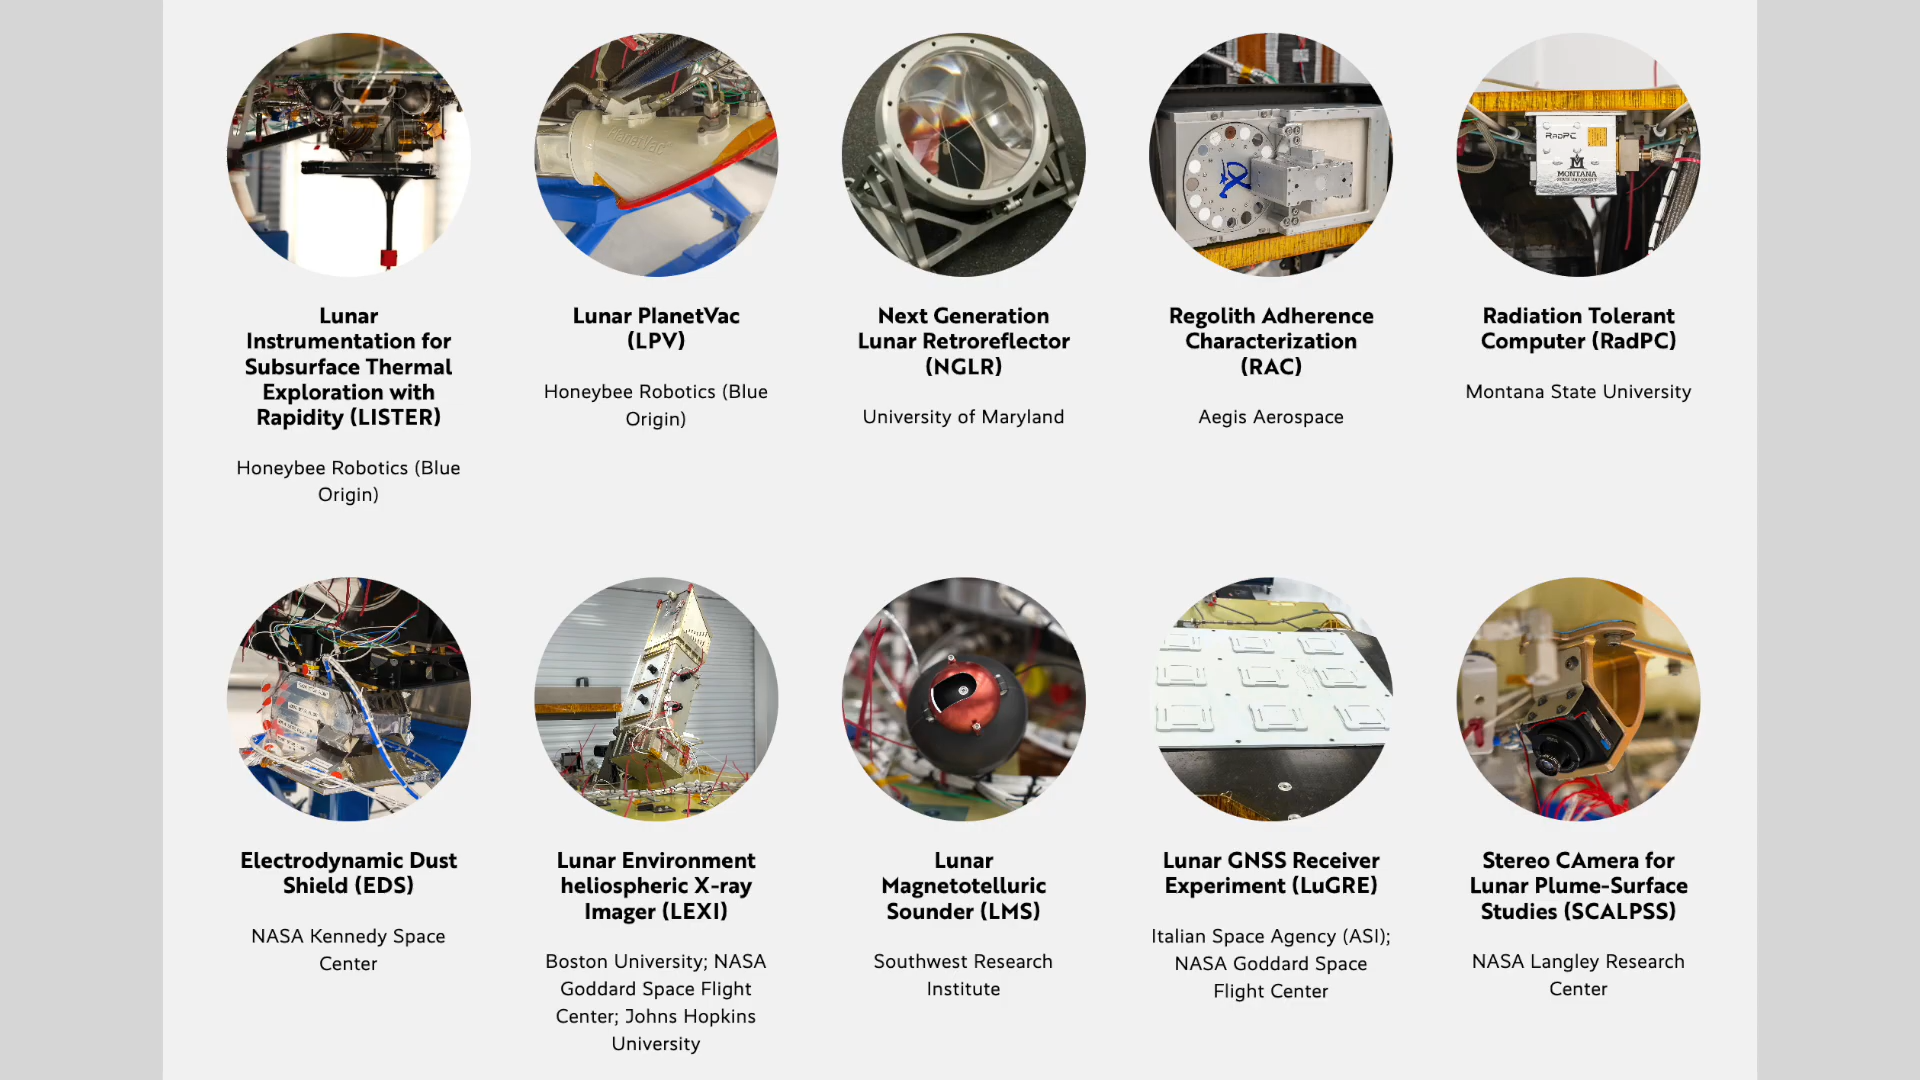 PlanetVac
RADPC
M
MONTANA
STATE UNIVERSITY
Lunar
Instrumentation for
Subsurface Thermal
Exploration with
Rapidity (LISTER)
Honeybee Robotics (Blue
Origin)
Lunar PlanetVac
(LPV)
Honeybee Robotics (Blue
Origin)
Next Generation
Lunar Retroreflector
(NGLR)
University of Maryland
Regolith Adherence
Characterization
(RAC)
Aegis Aerospace
Radiation Tolerant
Computer (RadPC)
Montana State University
Electrodynamic Dust
Shield (EDS)
NASA Kennedy Space
Center
Lunar Environment
heliospheric X-ray
Imager (LEXI)
Boston University; NASA
Goddard Space Flight
Center; Johns Hopkins
University
Lunar
Magnetotelluric
Sounder (LMS)
Southwest Research
Institute
Lunar GNSS Receiver
Experiment (LuGRE)
Italian Space Agency (ASI);
NASA Goddard Space
Flight Center
Stereo CAmera for
Lunar Plume-Surface
Studies (SCALPSS)
NASA Langley Research
Center